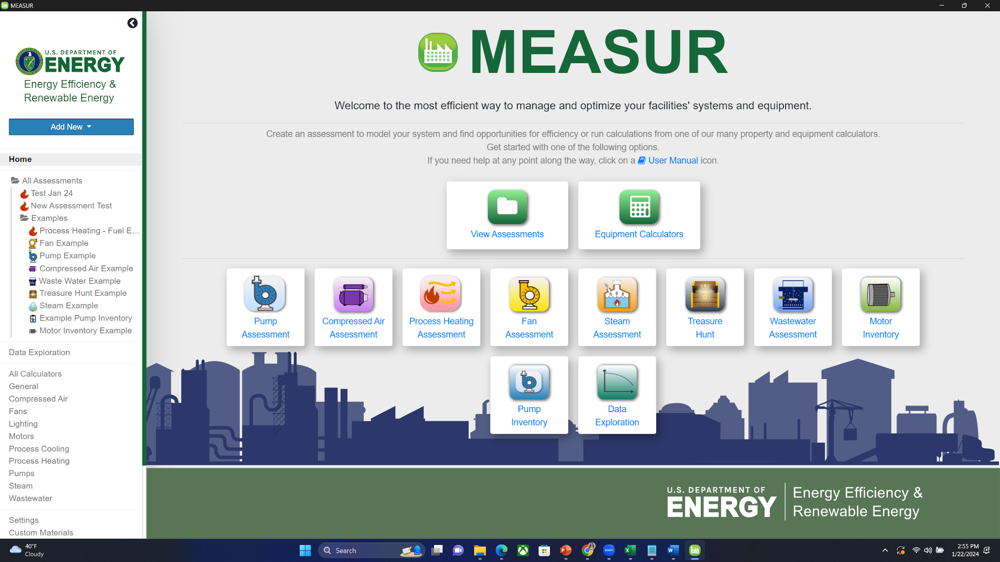 MEASUR
U.S. DEPARTMENT OF
ENERGY
Energy Efficiency &
Renewable Energy
Add New
Home
All Assessments
Test Jan 24
New Assessment Test
Examples
Process Heating - Fuel E...
Fan Example
Pump Example
Compressed Air Example
Waste Water Example
Treasure Hunt Example
Steam Example
Example Pump Inventory
Motor Inventory Example
Data Exploration
All Calculators
General
Compressed Air
Fans
Lighting
Motors
Process Cooling
Process Heating
Pumps
Steam
Wastewater
Settings
Custom Materials
MEASUR
Welcome to the most efficient way to manage and optimize your facilities' systems and equipment.
Create an assessment to model your system and find opportunities for efficiency or run calculations from one of our many property and equipment calculators.
Get started with one of the following options.
If you need help at any point along the way, click on a User Manual icon.
View Assessments
Equipment Calculators
Pump
Assessment
Compressed Air
Assessment
Process Heating
Assessment
Fan
Assessment
Steam
Assessment
Treasure
Hunt
Wastewater
Assessment
Motor
Inventory
Pump
Inventory
Data
Exploration
U.S. DEPARTMENT OF
ENERGY
Energy Efficiency &
Renewable Energy
40°F
Cloudy
Search
zoom
2:55 PM
1/22/2024